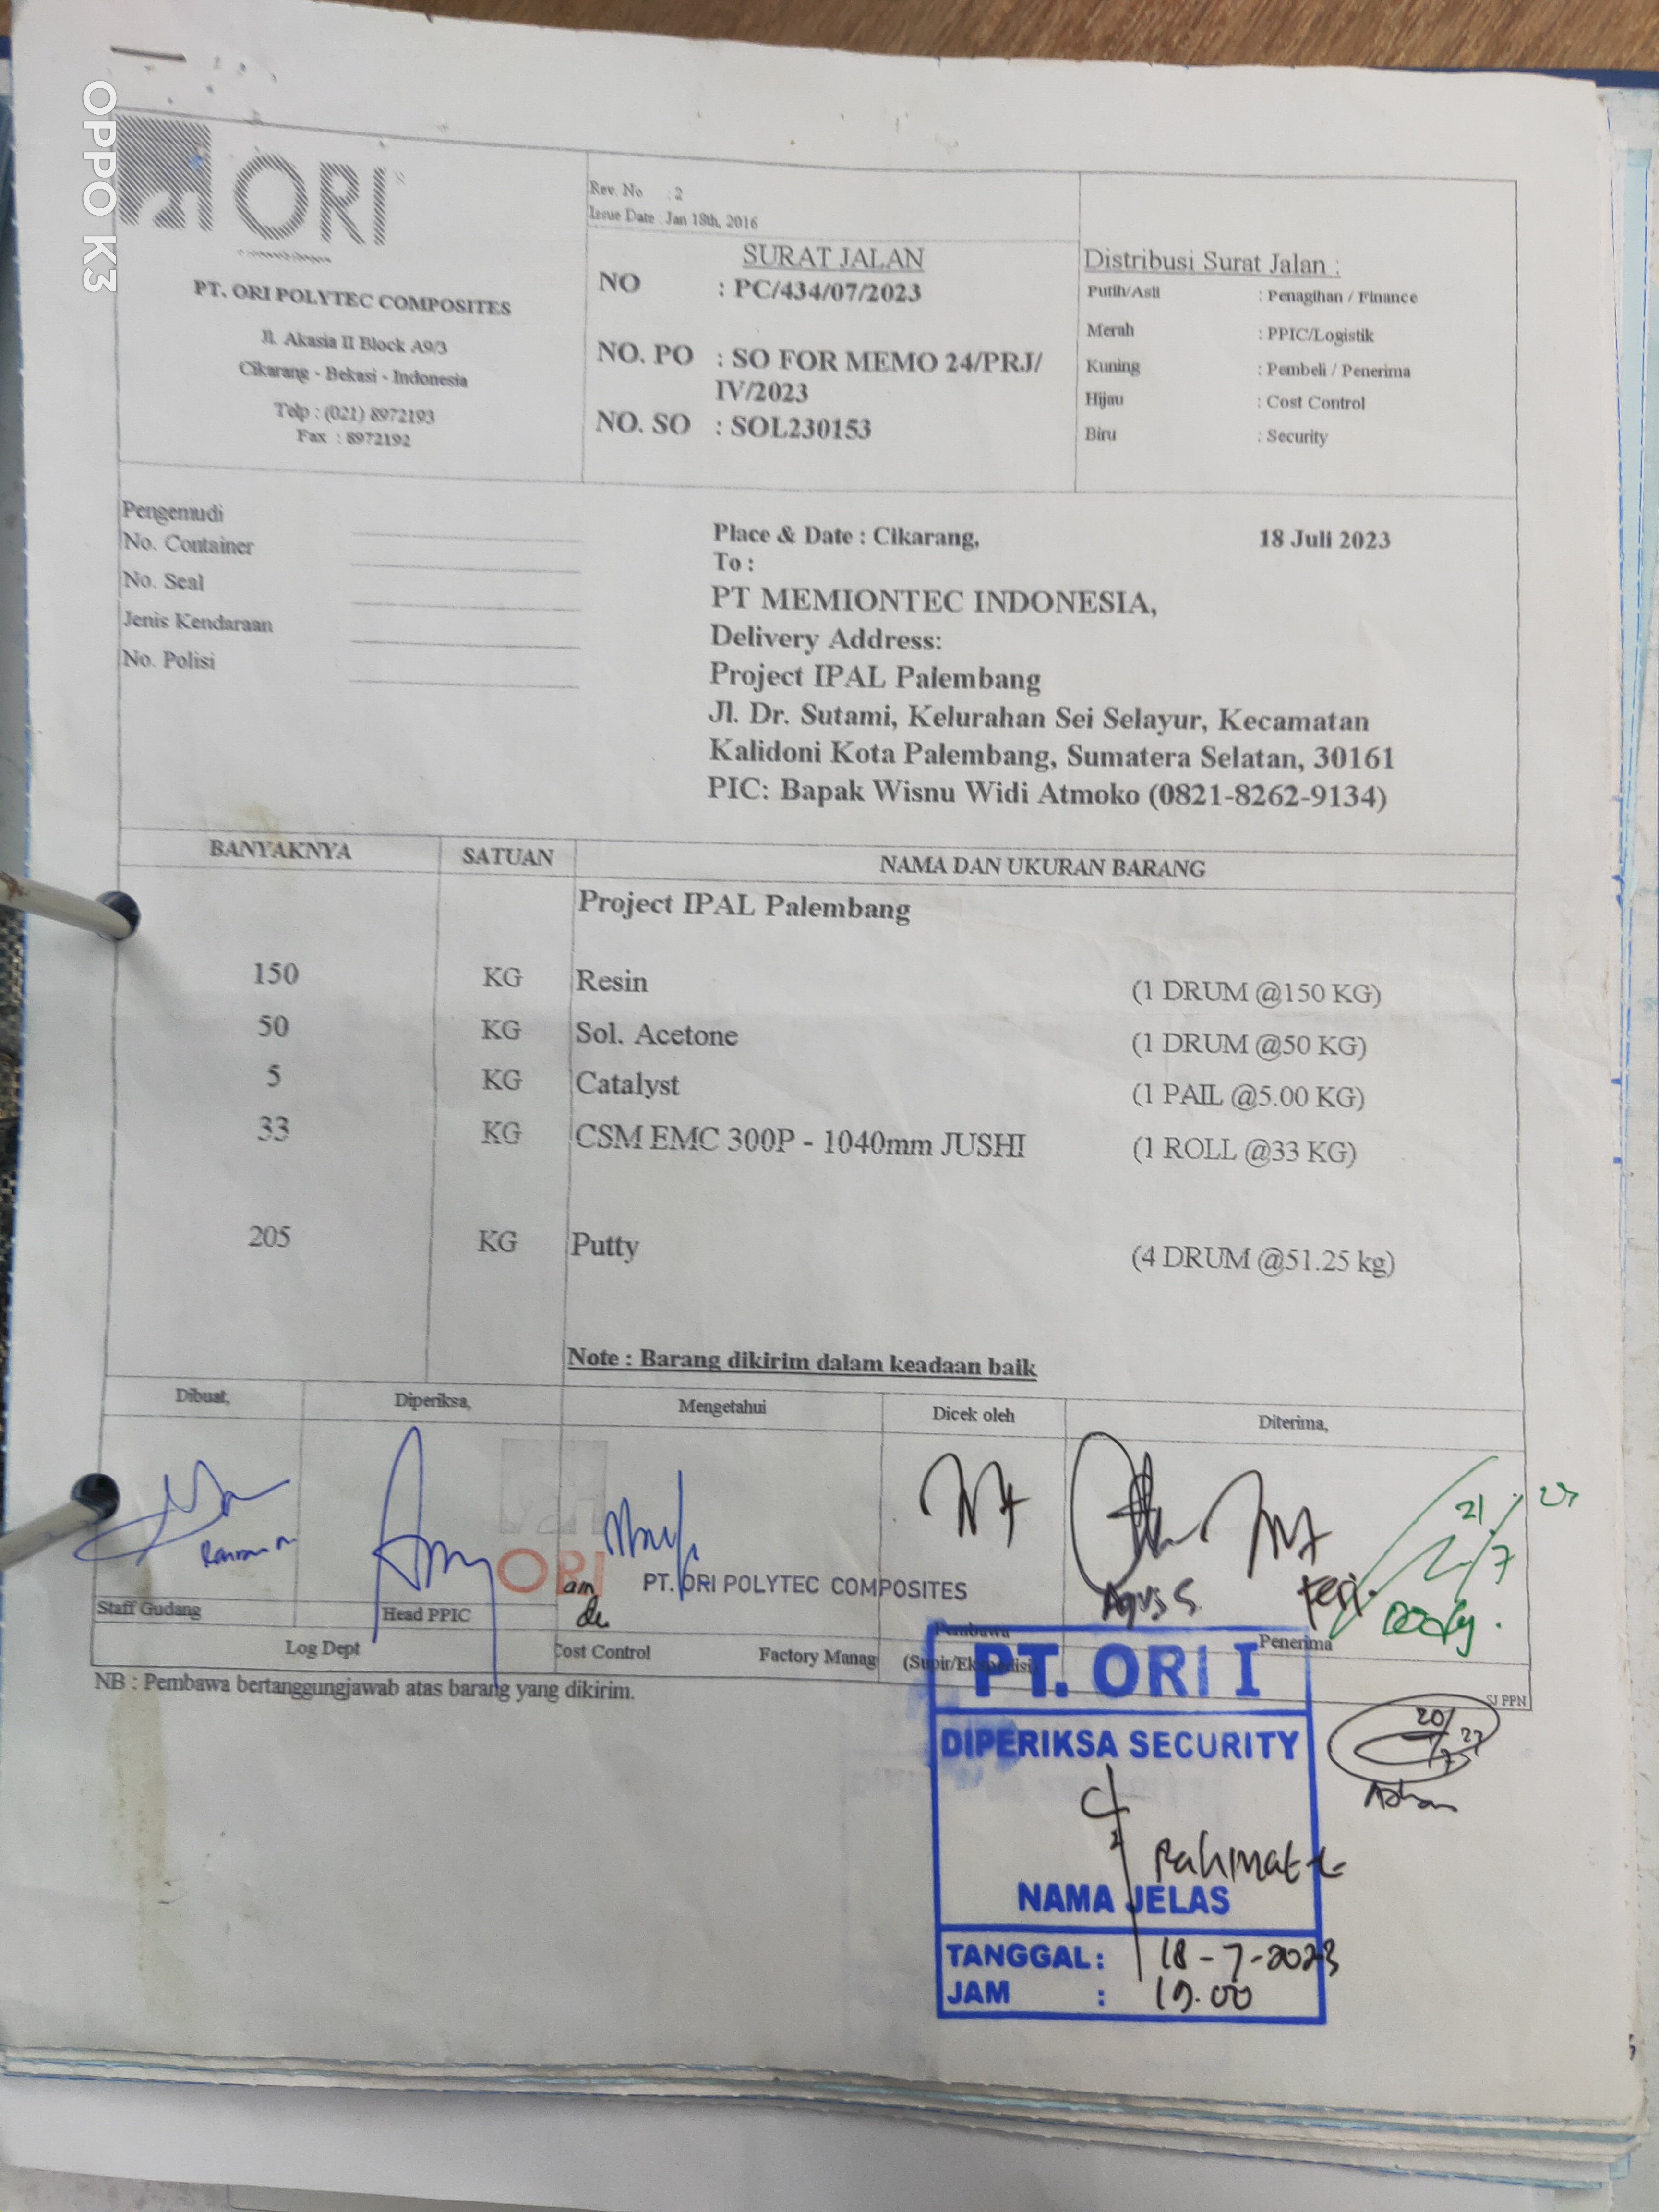 OPPO K3
ORI
PT. ORI POLYTEC COMPOSITES
Jl. Akasia II Block A9/3
Cikarang - Bekasi - Indonesia
Telp : (021) 8972193
Fax : 8972192
Rev. No : 2
Issue Date : Jan 18th, 2016
SURAT JALAN
NO : PC/434/07/2023
NO. PO : SO FOR MEMO 24/PRJ/
IV/2023
NO. SO : SOL230153
Distribusi Surat Jalan :
Putih/Asli : Penagihan / Finance
Merah : PPIC/Logistik
Kuning : Pembeli / Penerima
Hijau : Cost Control
Biru : Security
Pengemudi
No. Container
No. Seal
Jenis Kendaraan
No. Polisi
Place & Date : Cikarang, 18 Juli 2023
To :
PT MEMIONTEC INDONESIA,
Delivery Address:
Project IPAL Palembang
Jl. Dr. Sutami, Kelurahan Sei Selayur, Kecamatan
Kalidoni Kota Palembang, Sumatera Selatan, 30161
PIC: Bapak Wisnu Widi Atmoko (0821-8262-9134)
BANYAKNYA SATUAN NAMA DAN UKURAN BARANG
Project IPAL Palembang
150 KG Resin (1 DRUM @150 KG)
50 KG Sol. Acetone (1 DRUM @50 KG)
5 KG Catalyst (1 PAIL @5.00 KG)
33 KG CSM EMC 300P - 1040mm JUSHI (1 ROLL @33 KG)
205 KG Putty (4 DRUM @51.25 kg)
Note : Barang dikirim dalam keadaan baik
Dibuat, Diperiksa, Mengetahui Dicek oleh Diterima,
21/7 23
ORI
PT. ORI POLYTEC COMPOSITES
Agus S. Feri.
Staff Gudang Head PPIC Pembawa
Log Dept Cost Control Factory Manag (Supir/Ekspedisi) Penerima
NB : Pembawa bertanggungjawab atas barang yang dikirim.
SJ PPN
PT. ORI I
DIPERIKSA SECURITY
20/7 23
Rahmat
NAMA JELAS
TANGGAL : 18-7-2023
JAM : 19.00